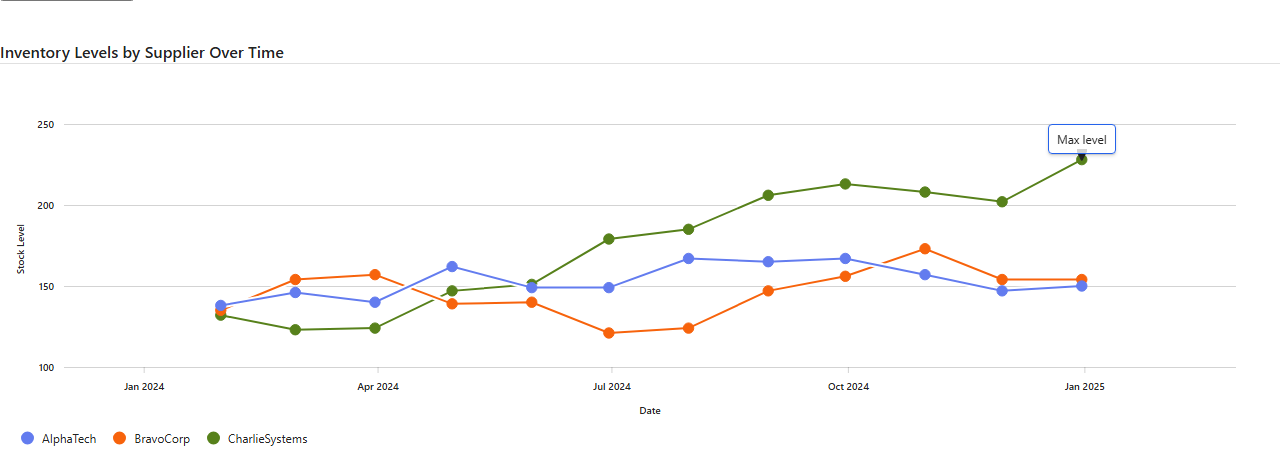 Inventory Levels by Supplier Over Time
250
Max level
200
Stock Level
150
100
Jan 2024 Apr 2024 Jul 2024 Oct 2024 Jan 2025
Date
AlphaTech BravoCorp CharlieSystems